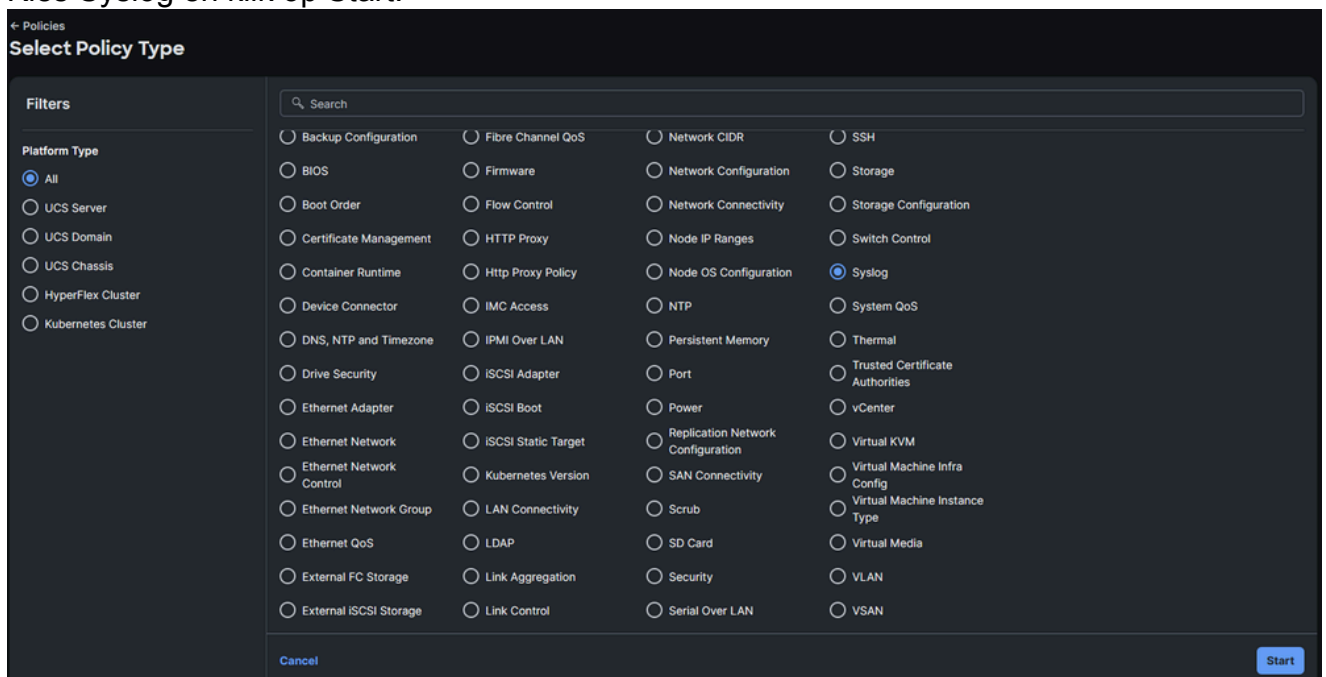 ← Policies
Select Policy Type
Filters
Search
Platform Type
All
UCS Server
UCS Domain
UCS Chassis
HyperFlex Cluster
Kubernetes Cluster
Backup Configuration
BIOS
Boot Order
Certificate Management
Container Runtime
Device Connector
DNS, NTP and Timezone
Drive Security
Ethernet Adapter
Ethernet Network
Ethernet Network
Control
Ethernet Network Group
Ethernet QoS
External FC Storage
External iSCSI Storage
Fibre Channel QoS
Firmware
Flow Control
HTTP Proxy
Http Proxy Policy
IMC Access
IPMI Over LAN
iSCSI Adapter
iSCSI Boot
iSCSI Static Target
Kubernetes Version
LAN Connectivity
LDAP
Link Aggregation
Link Control
Network CIDR
Network Configuration
Network Connectivity
Node IP Ranges
Node OS Configuration
NTP
Persistent Memory
Port
Power
Replication Network
Configuration
SAN Connectivity
Scrub
SD Card
Security
Serial Over LAN
SSH
Storage
Storage Configuration
Switch Control
Syslog
System QoS
Thermal
Trusted Certificate
Authorities
vCenter
Virtual KVM
Virtual Machine Infra
Config
Virtual Machine Instance
Type
Virtual Media
VLAN
VSAN
Cancel
Start